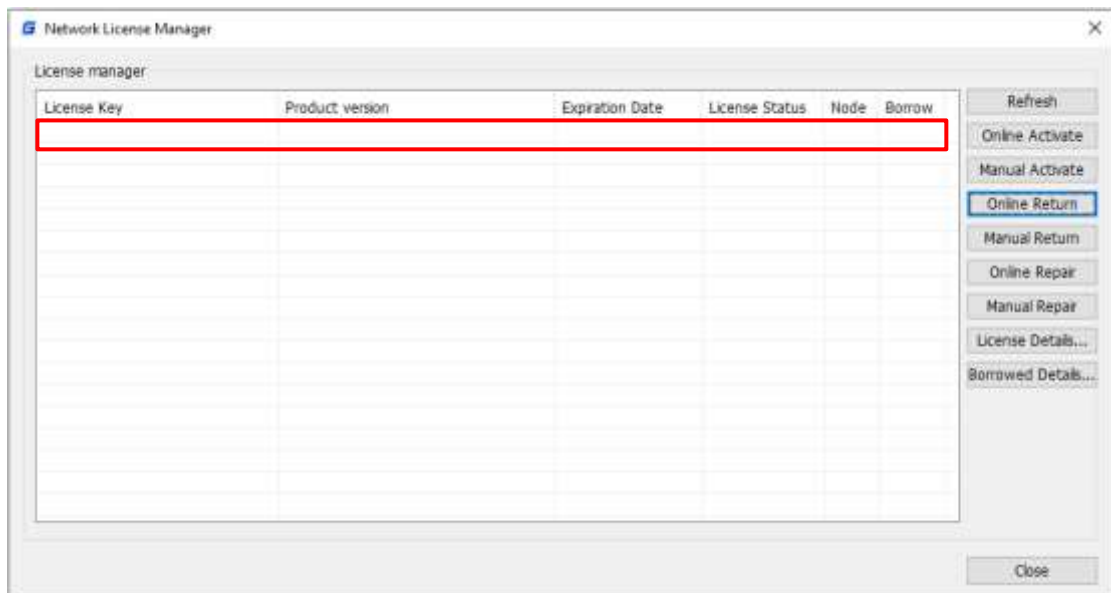 Network License Manager
License manager
License Key Product version Expiration Date License Status Node Borrow
Refresh
Online Activate
Manual Activate
Online Return
Manual Return
Online Repair
Manual Repair
License Details...
Borrowed Details...
Close